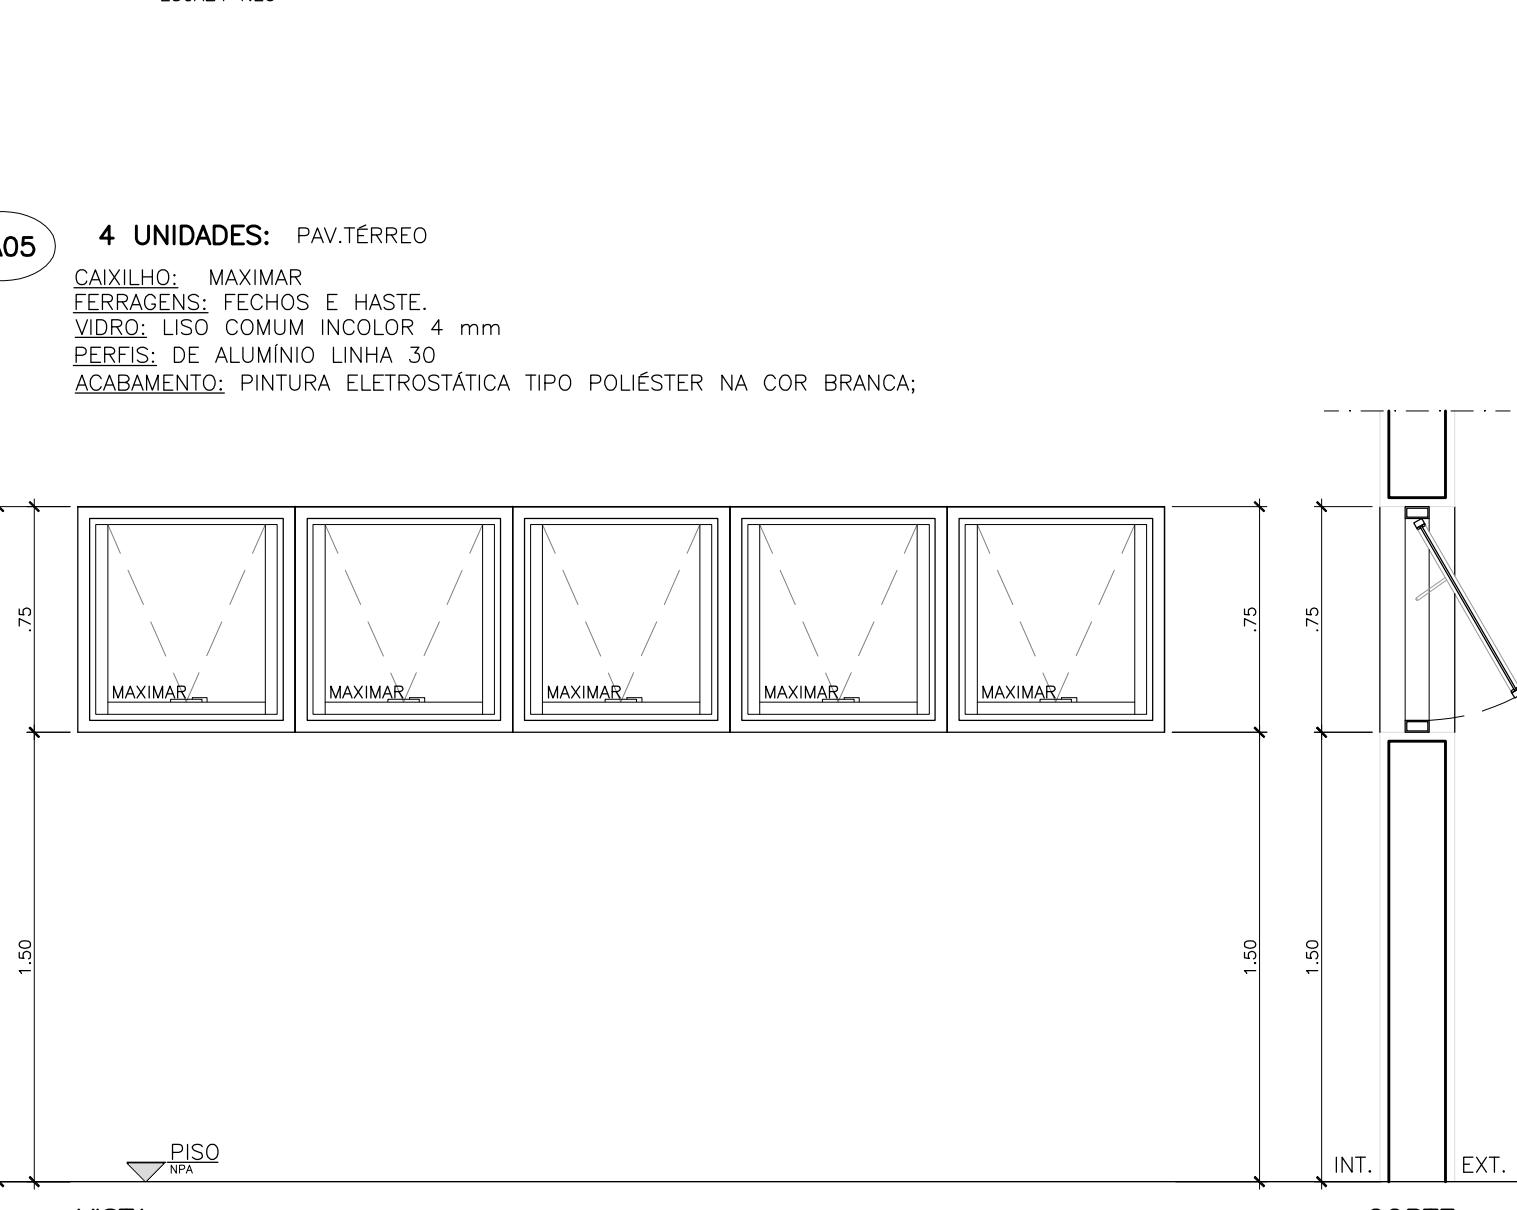 4 UNIDADES: PAV.TÉRREO
CAIXILHO: MAXIMAR
FERRAGENS: FECHOS E HASTE.
VIDRO: LISO COMUM INCOLOR 4 mm
PERFIS: DE ALUMÍNIO LINHA 30
ACABAMENTO: PINTURA ELETROSTÁTICA TIPO POLIÉSTER NA COR BRANCA;
.75 .75 .75
MAXIMAR MAXIMAR MAXIMAR MAXIMAR MAXIMAR
1.50 1.50 1.50
PISO
NPA
INT. EXT.